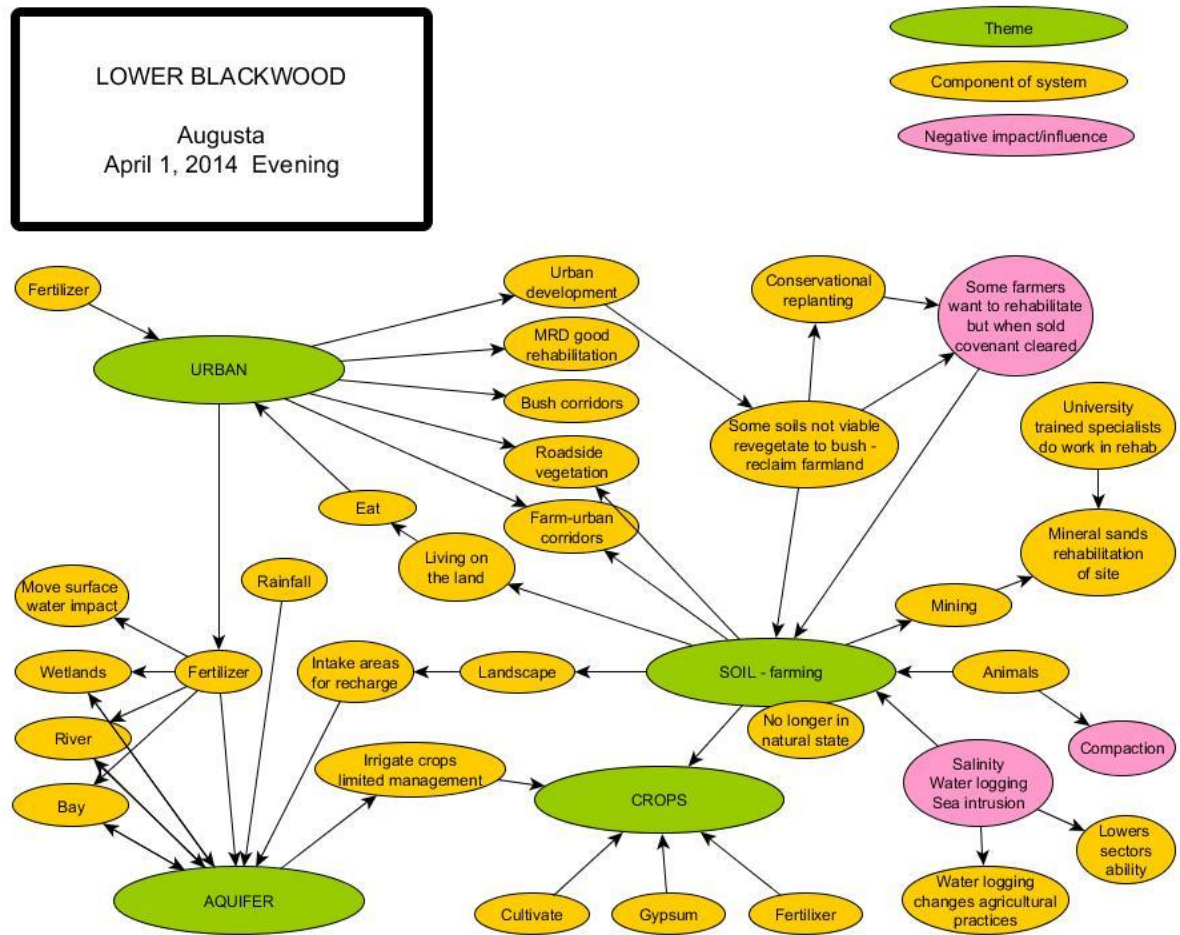 LOWER BLACKWOOD
Augusta
April 1, 2014 Evening
Theme
Component of system
Negative impact/influence
Fertilizer
URBAN
Urban
development
MRD good
rehabilitation
Bush corridors
Roadside
vegetation
Farm-urban
corridors
Conservational
replanting
Some farmers
want to rehabilitate
but when sold
covenant cleared
Some soils not viable
revegetate to bush -
reclaim farmland
University
trained specialists
do work in rehab
Mineral sands
rehabilitation
of site
Mining
Eat
Living on
the land
Rainfall
Move surface
water impact
Wetlands
Fertilizer
River
Bay
Intake areas
for recharge
Landscape
SOIL - farming
No longer in
natural state
Animals
Compaction
Salinity
Water logging
Sea intrusion
Lowers
sectors
ability
Water logging
changes agricultural
practices
Irrigate crops
limited management
CROPS
AQUIFER
Cultivate
Gypsum
Fertilixer